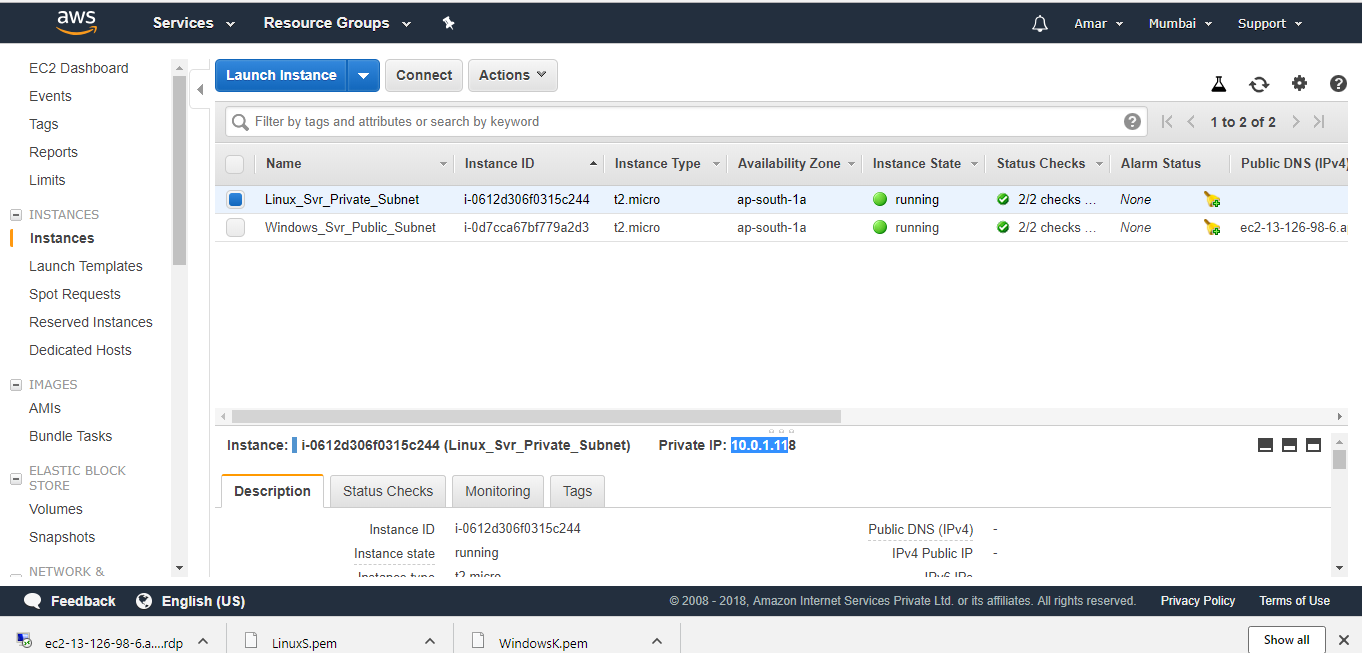 aws Services Resource Groups Amar Mumbai Support
EC2 Dashboard
Events
Tags
Reports
Limits
INSTANCES
Instances
Launch Templates
Spot Requests
Reserved Instances
Dedicated Hosts
IMAGES
AMIs
Bundle Tasks
ELASTIC BLOCK
STORE
Volumes
Snapshots
NETWORK &
Launch Instance Connect Actions
Filter by tags and attributes or search by keyword ? 1 to 2 of 2
Name Instance ID Instance Type Availability Zone Instance State Status Checks Alarm Status Public DNS (IPv4)
Linux_Svr_Private_Subnet i-0612d306f0315c244 t2.micro ap-south-1a running 2/2 checks ... None
Windows_Svr_Public_Subnet i-0d7cca67bf779a2d3 t2.micro ap-south-1a running 2/2 checks ... None ec2-13-126-98-6.a
Instance: i-0612d306f0315c244 (Linux_Svr_Private_Subnet) Private IP: 10.0.1.118
Description Status Checks Monitoring Tags
Instance ID i-0612d306f0315c244 Public DNS (IPv4) -
Instance state running IPv4 Public IP -
Instance type t2.micro IPv6 IPs
Feedback English (US) © 2008 - 2018, Amazon Internet Services Private Ltd. or its affiliates. All rights reserved. Privacy Policy Terms of Use
ec2-13-126-98-6.a....rdp LinuxS.pem WindowsK.pem Show all